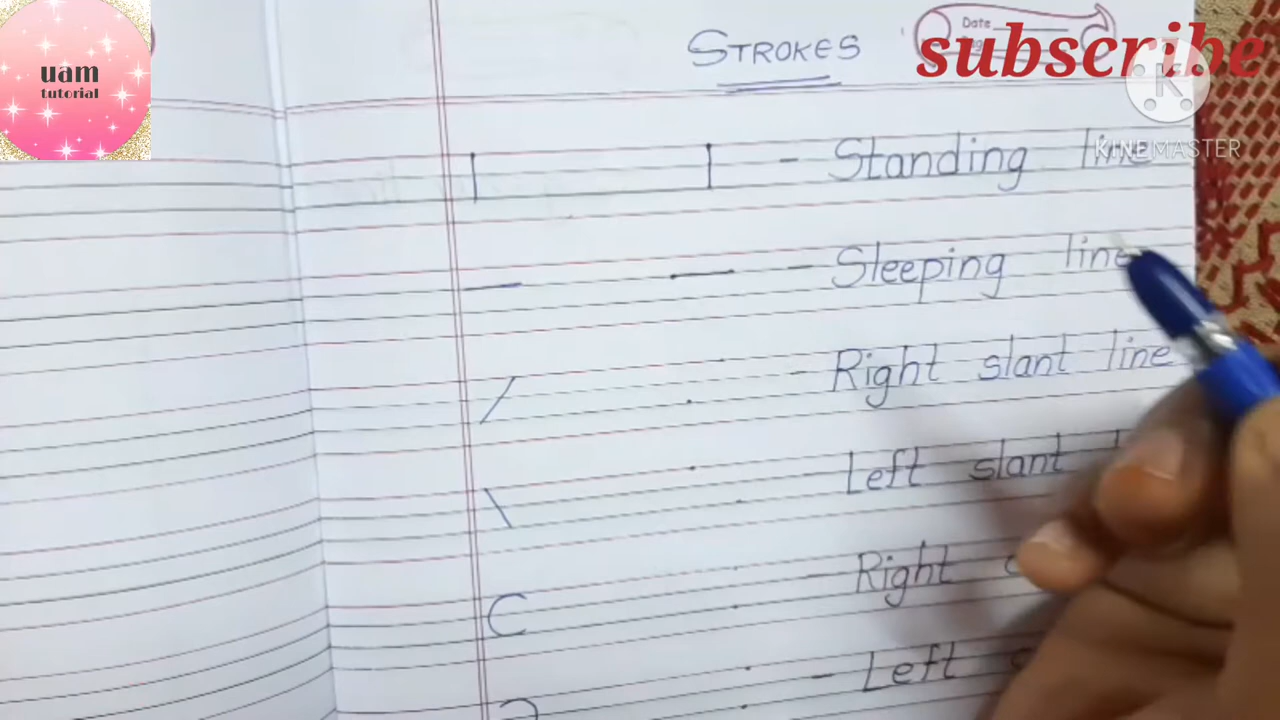 uam
tutorial
STROKES
Date
subscribe
K
KINEMASTER
- Standing line
- Sleeping line
- Right slant line
- Left slant
- Right
- Left